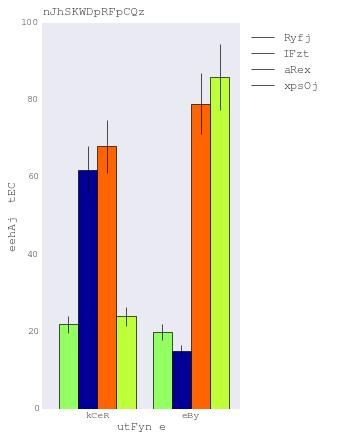 nJhSKWDpRFpCQz
100
80
60
40
20
0
eehAj tEC
kCeR
eBy
utFyn e
Ryfj
IFzt
aRex
xpsOj